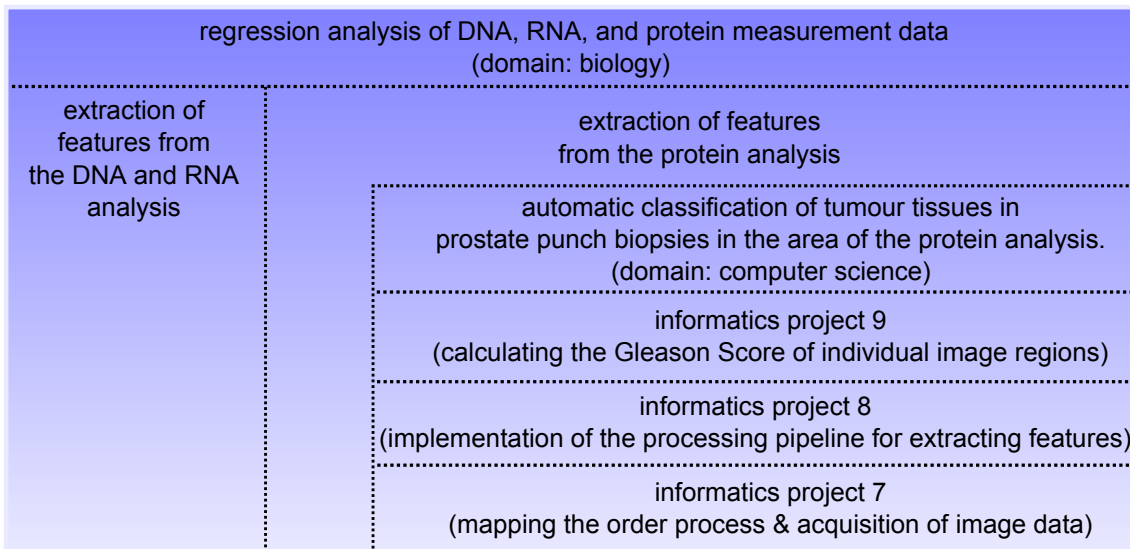 regression analysis of DNA, RNA, and protein measurement data
(domain: biology)
extraction of
features from
the DNA and RNA
analysis
extraction of features
from the protein analysis
automatic classification of tumour tissues in
prostate punch biopsies in the area of the protein analysis.
(domain: computer science)
informatics project 9
(calculating the Gleason Score of individual image regions)
informatics project 8
(implementation of the processing pipeline for extracting features)
informatics project 7
(mapping the order process & acquisition of image data)